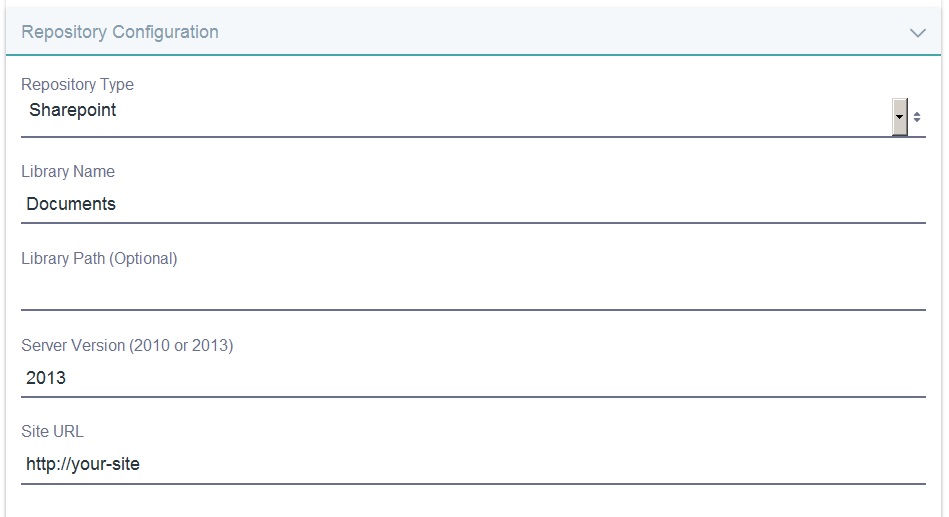 Repository Configuration
Repository Type
Sharepoint
Library Name
Documents
Library Path (Optional)
Server Version (2010 or 2013)
2013
Site URL
http://your-site